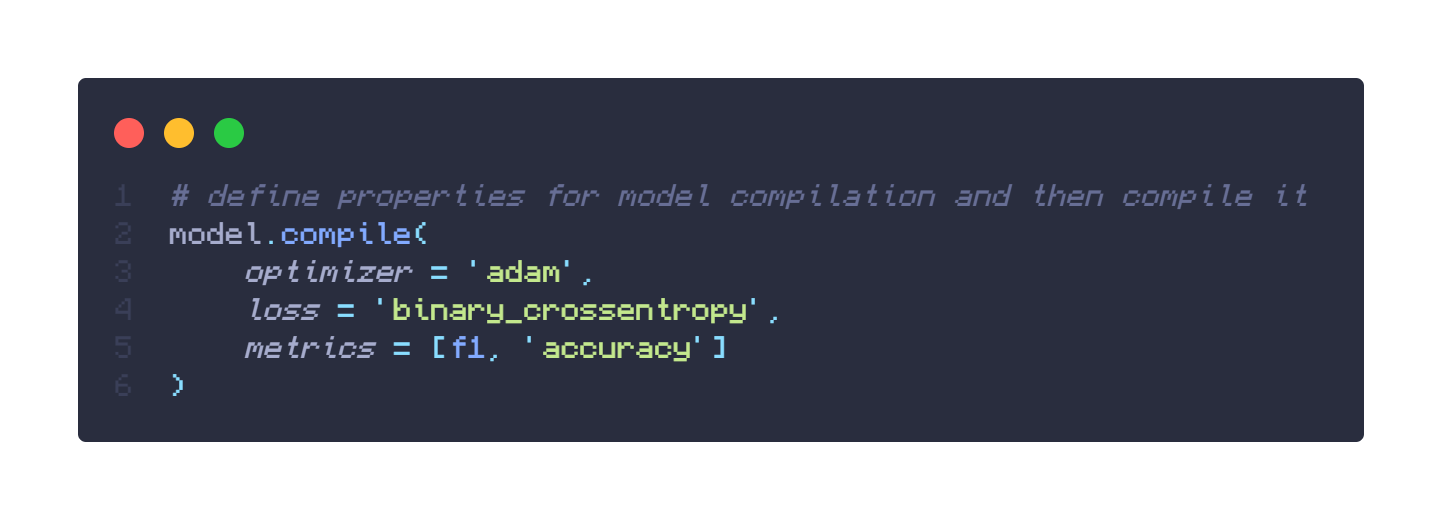 1 # define properties for model compilation and then compile it
2 model.compile(
3     optimizer = 'adam',
4     loss = 'binary_crossentropy',
5     metrics = [f1, 'accuracy']
6 )